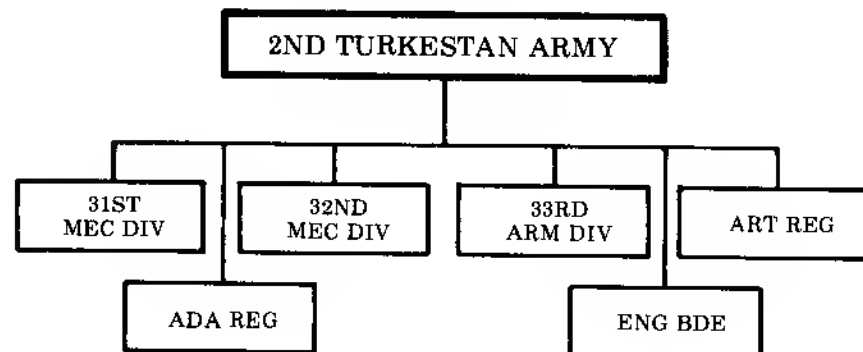 2ND TURKESTAN ARMY
31ST
MEC DIV
32ND
MEC DIV
33RD
ARM DIV
ART REG
ADA REG
ENG BDE